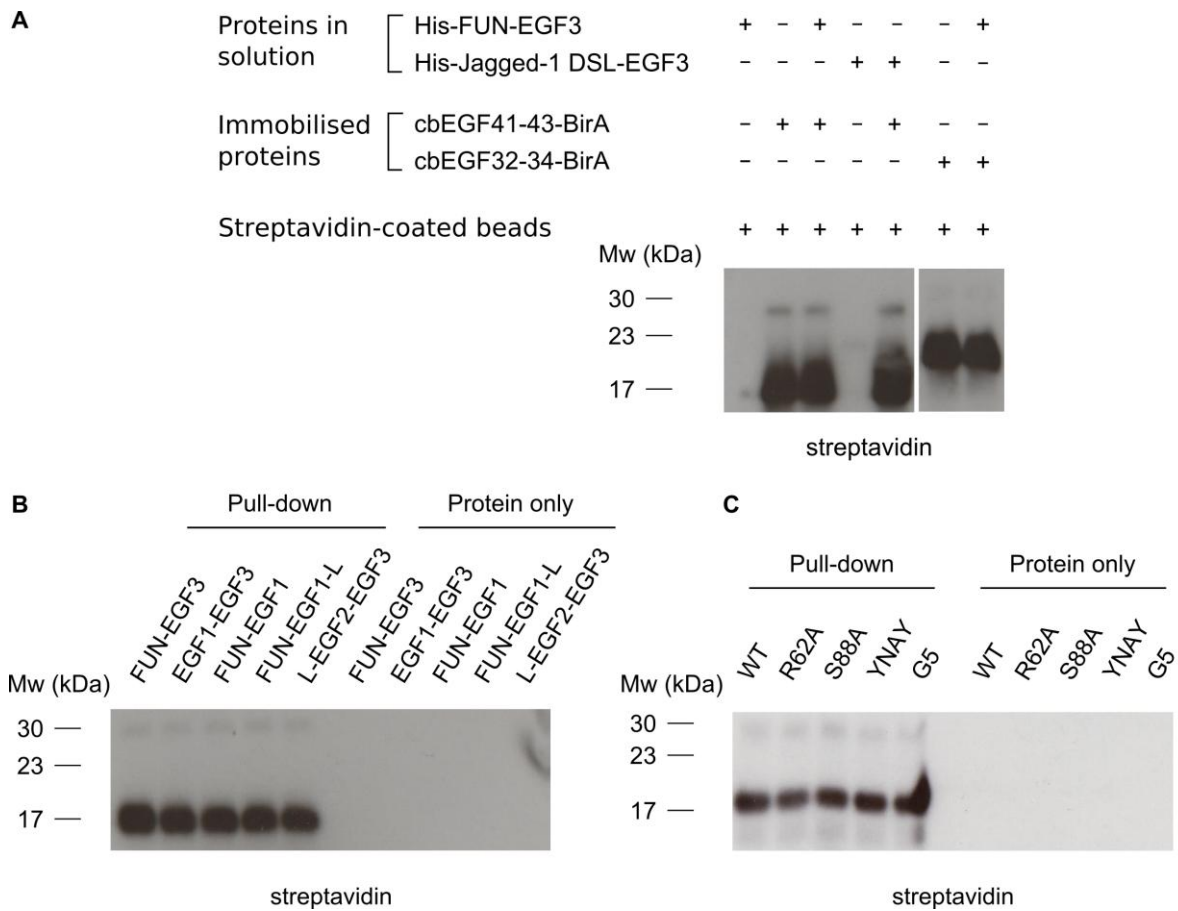 A
Proteins in solution
His-FUN-EGF3 + – + – – – +
His-Jagged-1 DSL-EGF3 – – – + + – –
Immobilised proteins
cbEGF41-43-BirA – + + – + – –
cbEGF32-34-BirA – – – – – + +
Streptavidin-coated beads + + + + + + +
Mw (kDa)
30
23
17
streptavidin
B
Pull-down Protein only
FUN-EGF3 EGF1-EGF3 FUN-EGF1 FUN-EGF1-L L-EGF2-EGF3 FUN-EGF3 EGF1-EGF3 FUN-EGF1 FUN-EGF1-L L-EGF2-EGF3
Mw (kDa)
30
23
17
streptavidin
C
Pull-down Protein only
WT R62A S88A YNAY G5 WT R62A S88A YNAY G5
Mw (kDa)
30
23
17
streptavidin